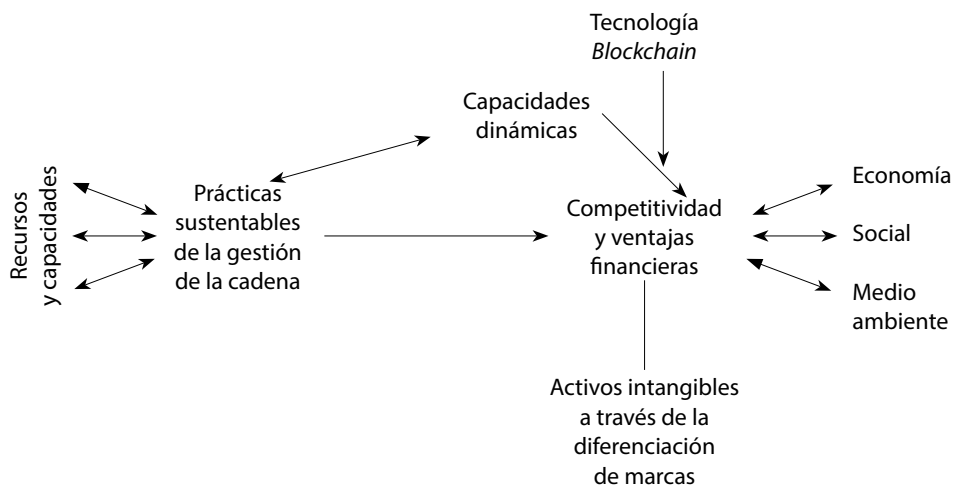 Tecnología
Blockchain
Capacidades
dinámicas
Recursos
y capacidades
Prácticas
sustentables
de la gestión
de la cadena
Competitividad
y ventajas
financieras
Economía
Social
Medio
ambiente
Activos intangibles
a través de la
diferenciación
de marcas